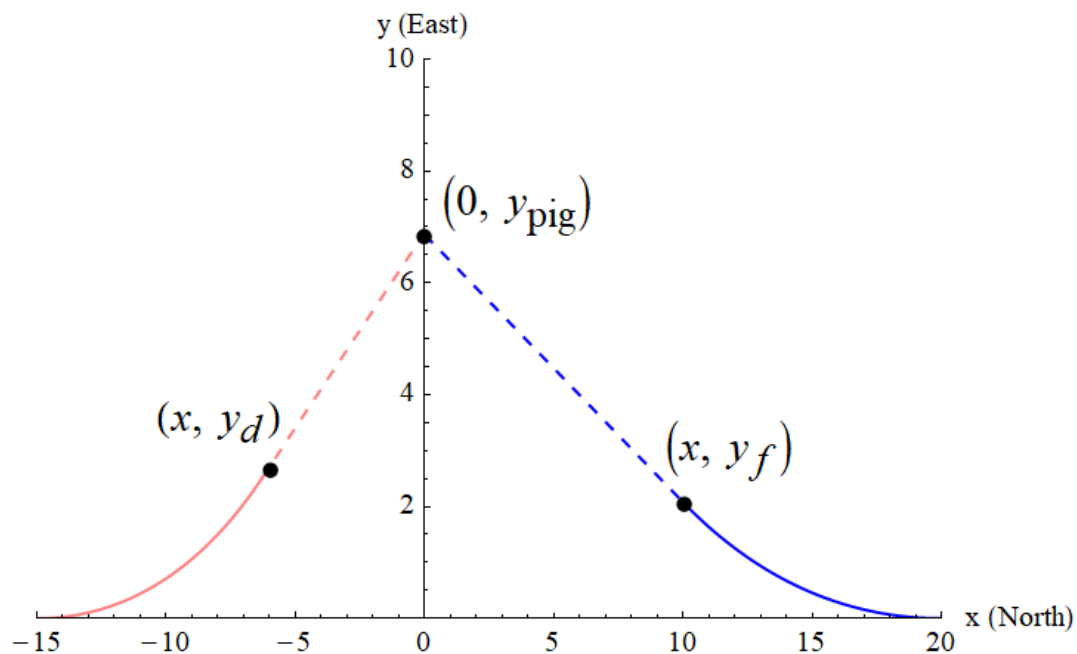 y (East)
10
8
(0, y_pig)
6
4
(x, y_d)
(x, y_f)
2
−15
−10
−5
0
5
10
15
20
x (North)